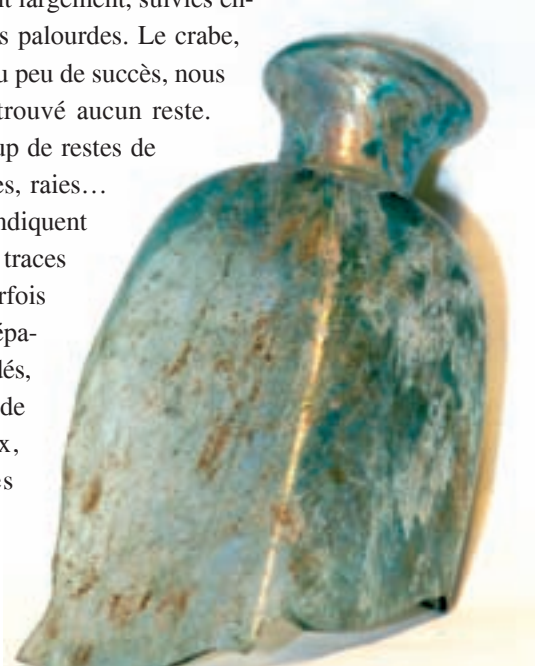 t largement, suivies en-
s palourdes. Le crabe,
u peu de succès, nous
trouvé aucun reste.
up de restes de
es, raies…
ndiquent
traces
rfois
épa-
lés,
de
x,
es